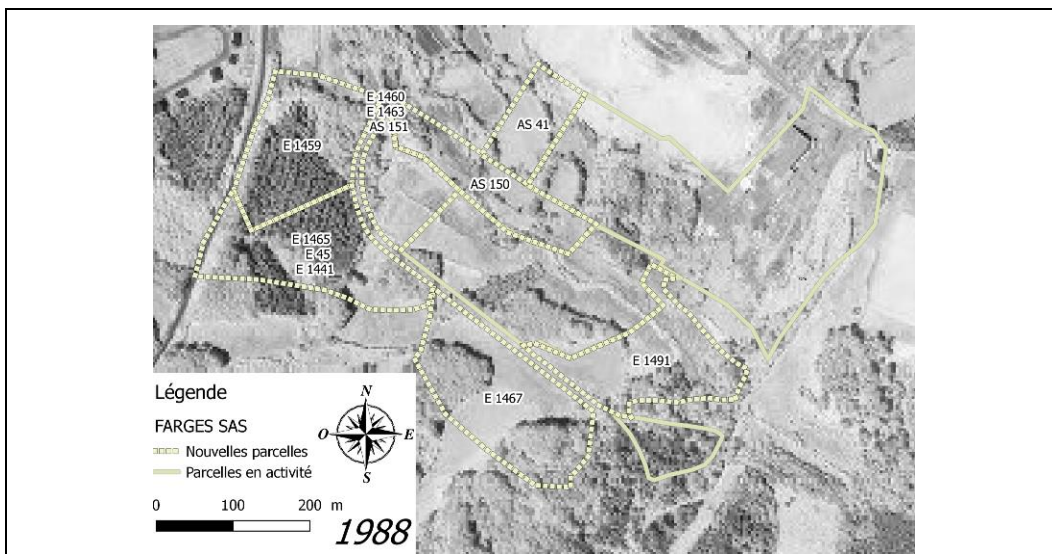 E 1460
E 1463
AS 151
AS 41
E 1459
AS 150
E 1465
E 45
E 1441
E 1491
E 1467
Légende
FARGES SAS
Nouvelles parcelles
Parcelles en activité
N
O
E
S
0 100 200 m
1988